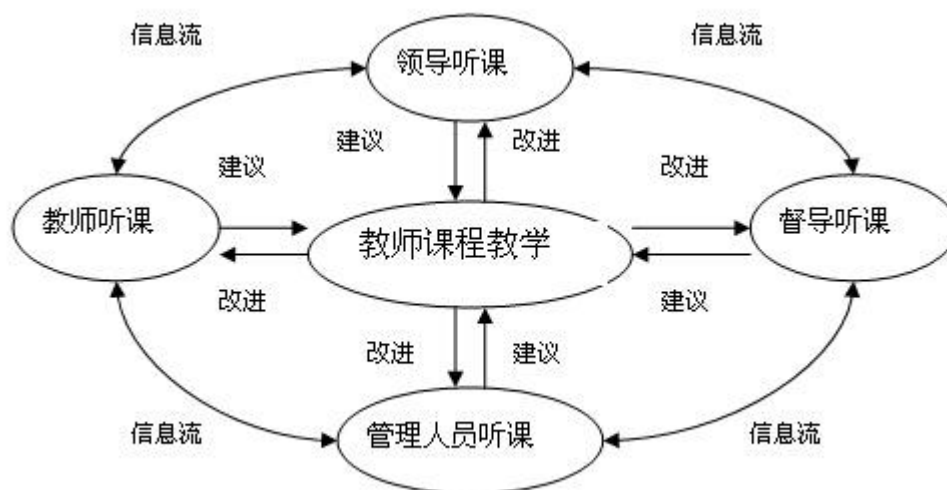 信息流
信息流
领导听课
建议
改进
建议
改进
教师听课
教师课程教学
督导听课
改进
建议
改进
建议
信息流
管理人员听课
信息流